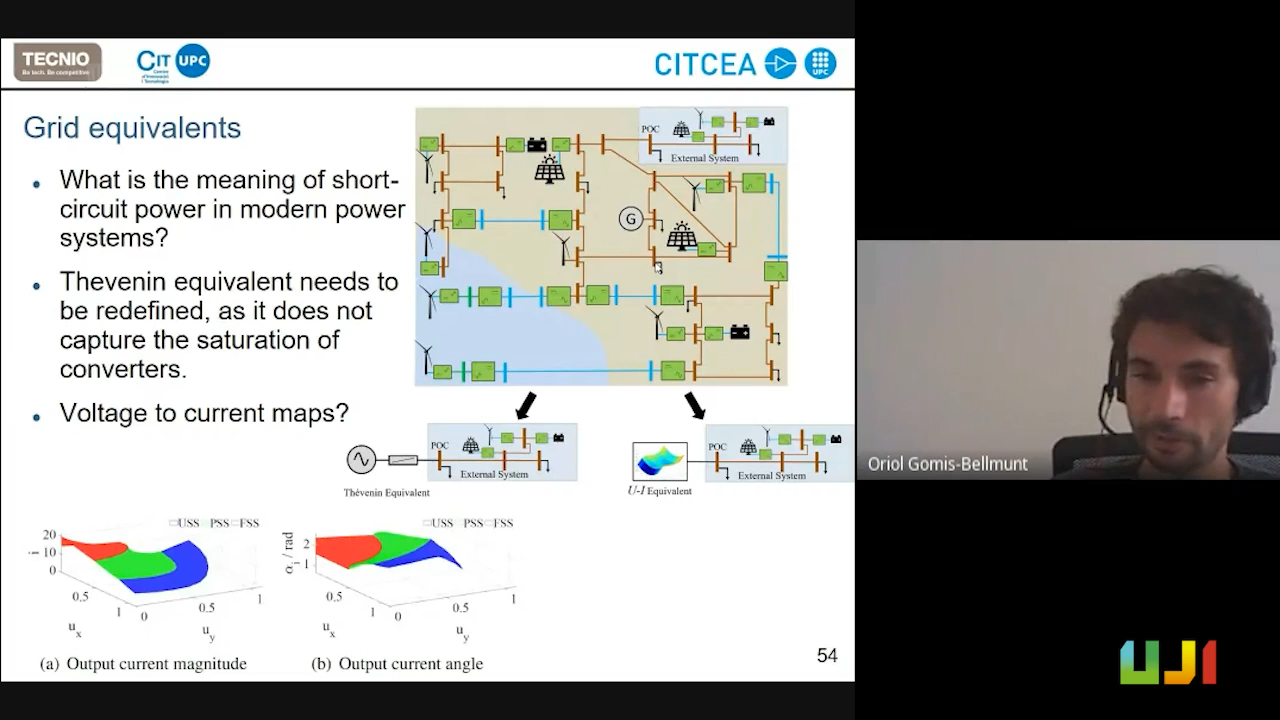 TECNIO
Be tech. Be competitive
CIT UPC
Centre
d'Innovació
i Tecnologia
CITCEA
UPC
Grid equivalents
• What is the meaning of short-
circuit power in modern power
systems?
• Thevenin equivalent needs to
be redefined, as it does not
capture the saturation of
converters.
• Voltage to current maps?
POC
External System
G
POC
External System
Thévenin Equivalent
POC
External System
U-I Equivalent
USS PSS FSS
20
10
0
i
0.5
1
0
0.5
1
u_x
u_y
(a) Output current magnitude
USS PSS FSS
2
1
α_i / rad
0.5
1
0
0.5
1
u_x
u_y
(b) Output current angle
54
Oriol Gomis-Bellmunt
UJI